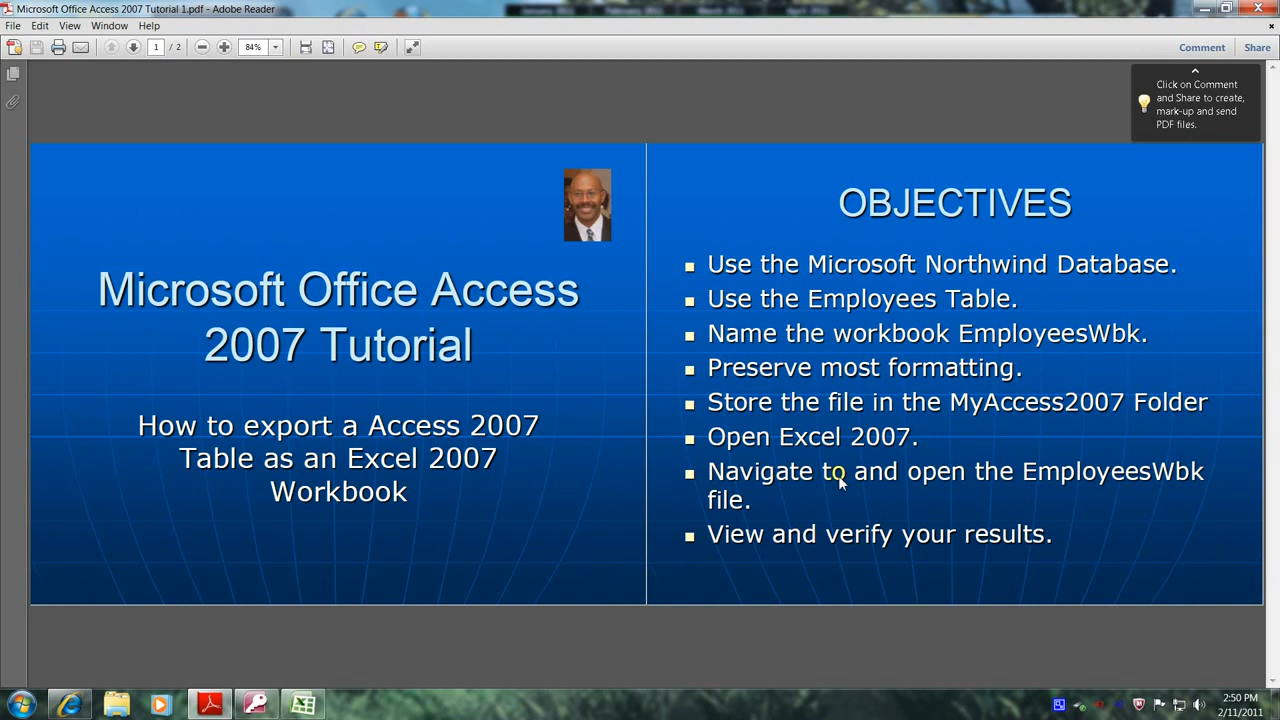 Microsoft Office Access 2007 Tutorial 1.pdf - Adobe Reader
File Edit View Window Help
1 / 2 84% Comment Share
Click on Comment
and Share to create,
mark-up and send
PDF files.
Microsoft Office Access
2007 Tutorial
How to export a Access 2007
Table as an Excel 2007
Workbook
OBJECTIVES
Use the Microsoft Northwind Database.
Use the Employees Table.
Name the workbook EmployeesWbk.
Preserve most formatting.
Store the file in the MyAccess2007 Folder
Open Excel 2007.
Navigate to and open the EmployeesWbk
file.
View and verify your results.
2:50 PM
2/11/2011